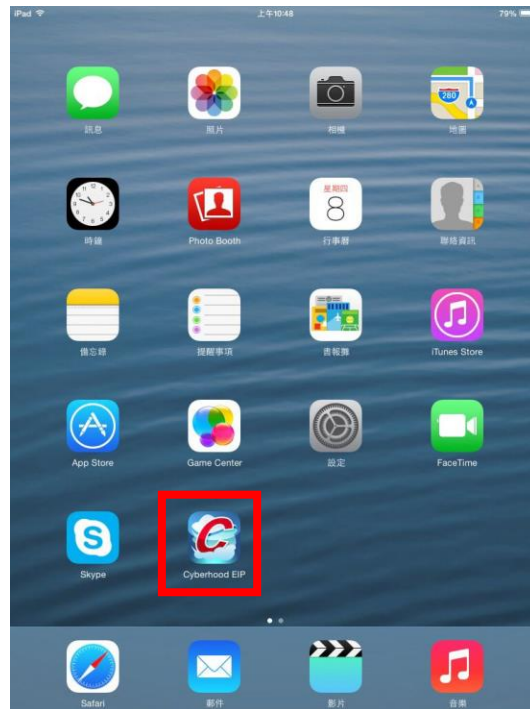 iPad 上午10:48 79%
訊息 照片 相機 地圖
280
時鐘 Photo Booth 行事曆 聯絡資訊
星期四
8
備忘錄 提醒事項 書報攤 iTunes Store
App Store Game Center 設定 FaceTime
Skype Cyberhood EIP
Safari 郵件 影片 音樂